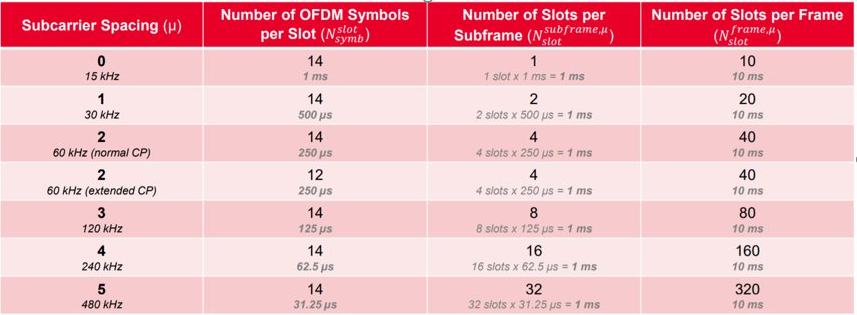 Subcarrier Spacing (μ)
Number of OFDM Symbols
per Slot (N_{symb}^{slot})
Number of Slots per
Subframe (N_{slot}^{subframe,μ})
Number of Slots per Frame
(N_{slot}^{frame,μ})
0
15 kHz
14
1 ms
1
1 slot x 1 ms = 1 ms
10
10 ms
1
30 kHz
14
500 μs
2
2 slots x 500 μs = 1 ms
20
10 ms
2
60 kHz (normal CP)
14
250 μs
4
4 slots x 250 μs = 1 ms
40
10 ms
2
60 kHz (extended CP)
12
250 μs
4
4 slots x 250 μs = 1 ms
40
10 ms
3
120 kHz
14
125 μs
8
8 slots x 125 μs = 1 ms
80
10 ms
4
240 kHz
14
62.5 μs
16
16 slots x 62.5 μs = 1 ms
160
10 ms
5
480 kHz
14
31.25 μs
32
32 slots x 31.25 μs = 1 ms
320
10 ms